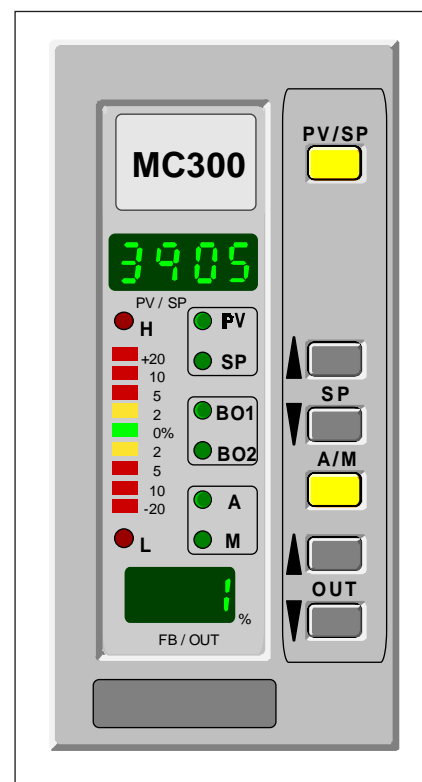 MC300
PV/SP
3905
PV / SP
H
PV
SP
+20
10
5
2
0%
2
5
10
-20
BO1
BO2
A
M
L
1
%
FB / OUT
SP
A/M
OUT